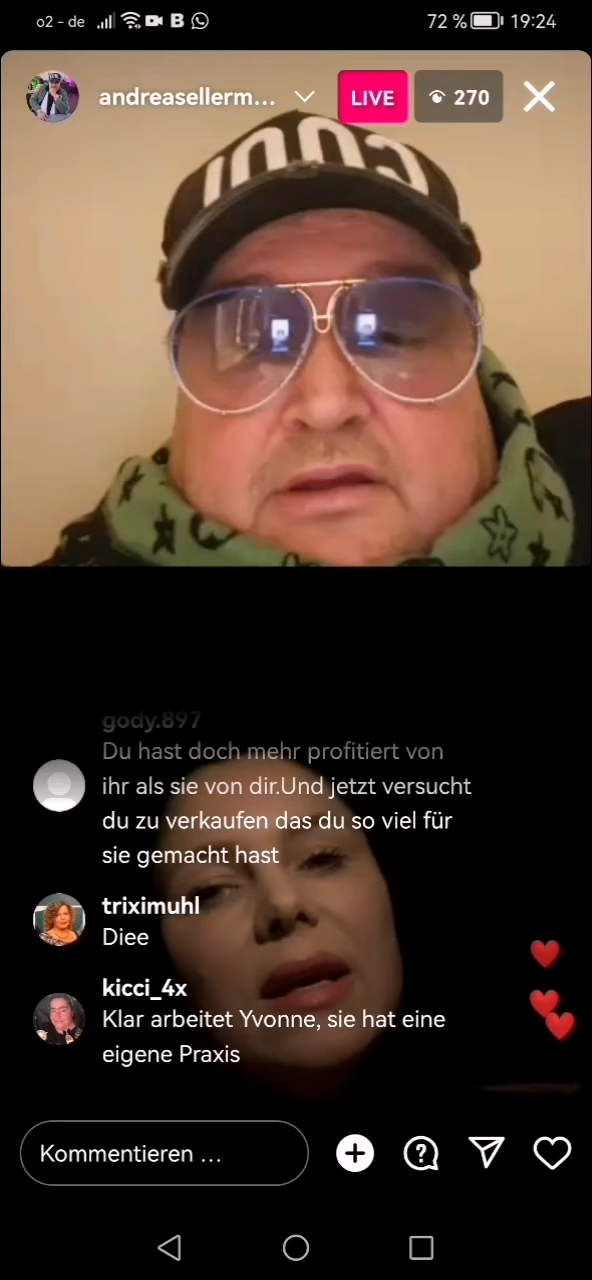 o2 - de
B
72 %
19:24
andreasellerm...
LIVE
270
gody.897
Du hast doch mehr profitiert von
ihr als sie von dir.Und jetzt versucht
du zu verkaufen das du so viel für
sie gemacht hast
triximuhl
Diee
kicci_4x
Klar arbeitet Yvonne, sie hat eine
eigene Praxis
Kommentieren ...